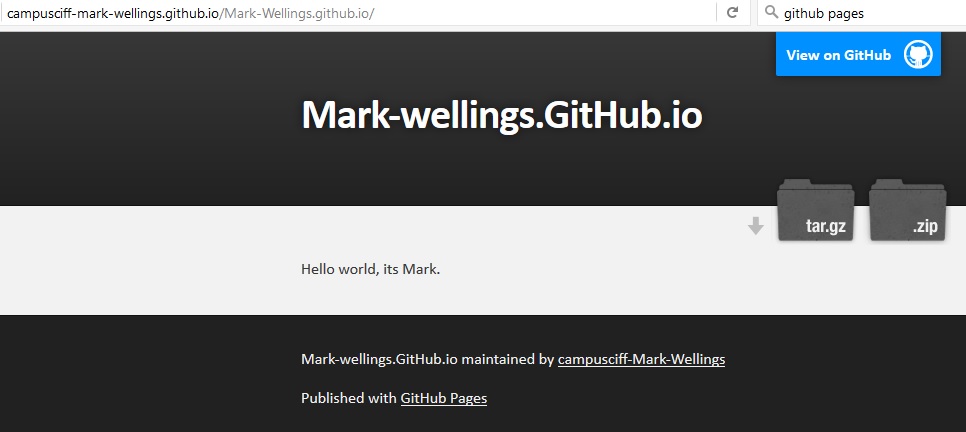 campusciff-mark-wellings.github.io/Mark-Wellings.github.io/
github pages
View on GitHub
Mark-wellings.GitHub.io
tar.gz
.zip
Hello world, its Mark.
Mark-wellings.GitHub.io maintained by campusciff-Mark-Wellings
Published with GitHub Pages